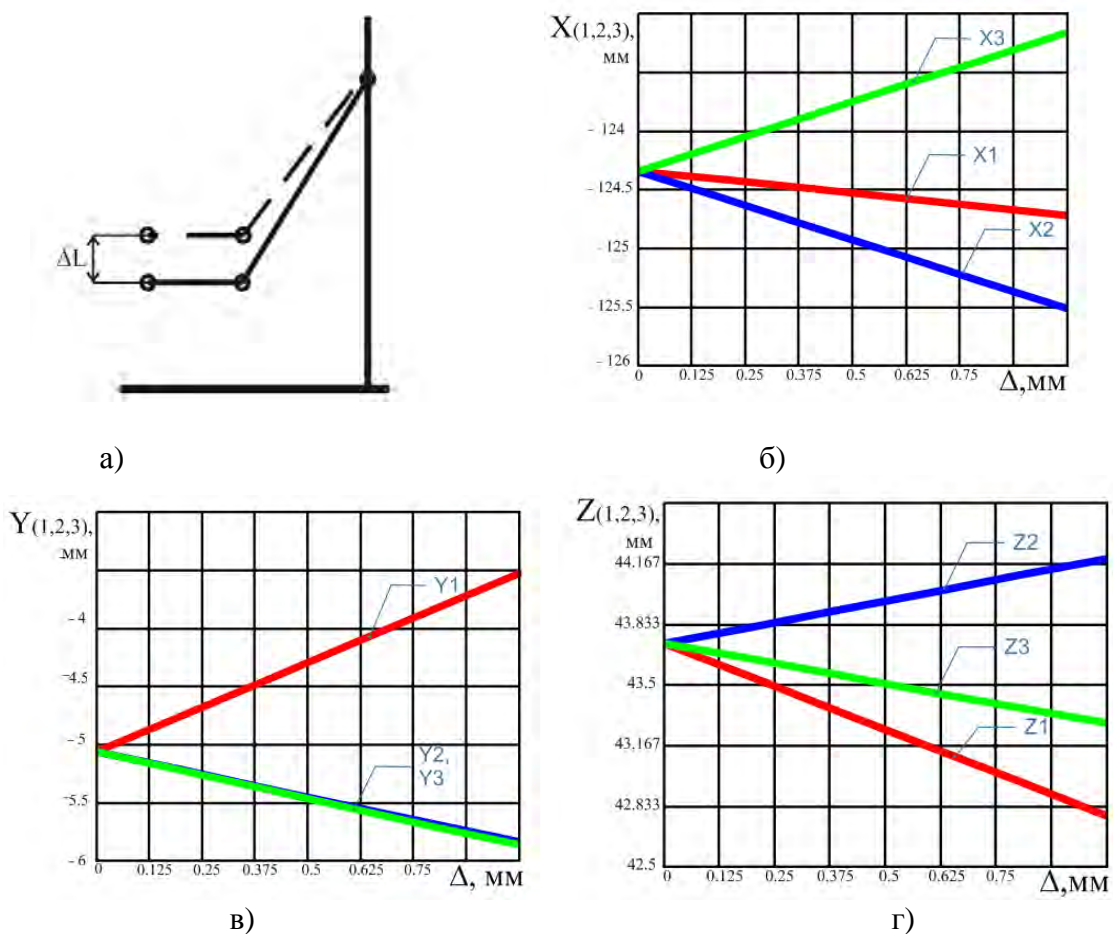 ΔL
а)
X(1,2,3),
мм
- 124
- 124.5
- 125
- 125.5
- 126
0 0.125 0.25 0.375 0.5 0.625 0.75
Δ,мм
X3
X1
X2
б)
Y(1,2,3),
мм
-4
-4.5
-5
-5.5
-6
0 0.125 0.25 0.375 0.5 0.625 0.75
Δ, мм
Y1
Y2,
Y3
в)
Z(1,2,3),
мм
44.167
43.833
43.5
43.167
42.833
42.5
0 0.125 0.25 0.375 0.5 0.625 0.75
Δ,мм
Z2
Z3
Z1
г)